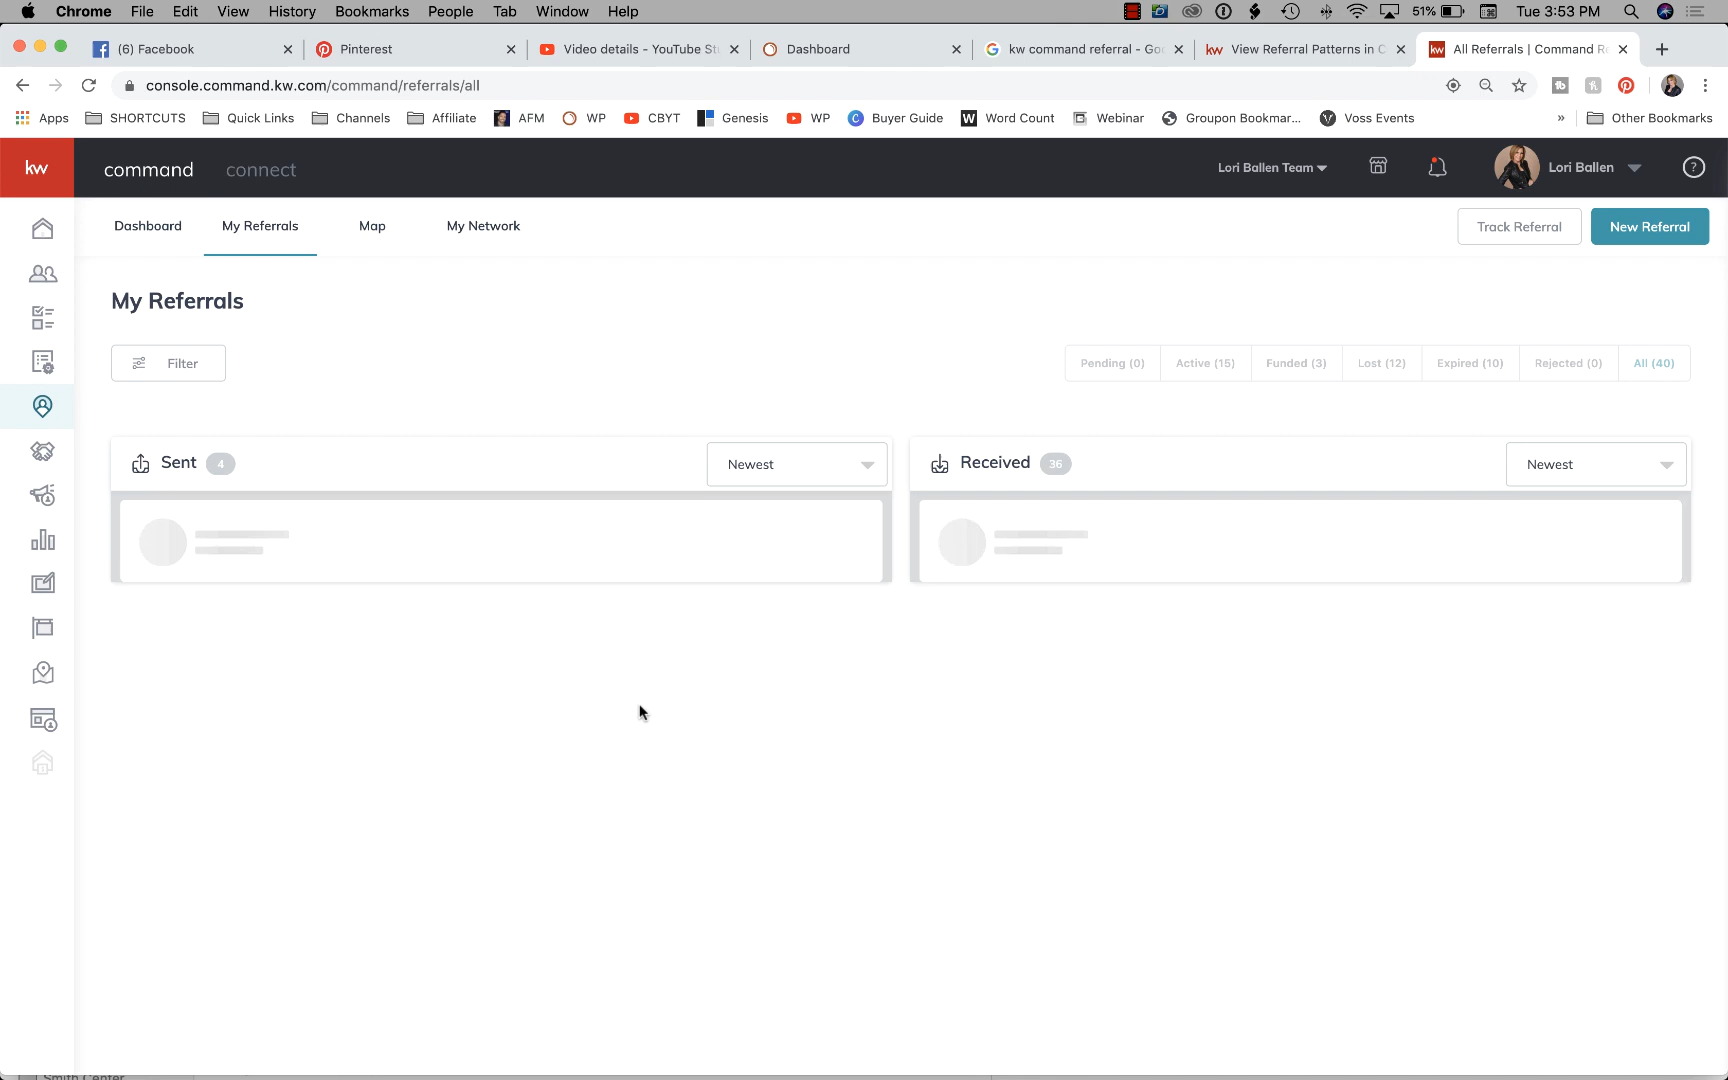 Chrome File Edit View History Bookmarks People Tab Window Help 51% Tue 3:53 PM
(6) Facebook Pinterest Video details - YouTube Stu Dashboard kw command referral - Goo kw View Referral Patterns in C kw All Referrals | Command Re
console.command.kw.com/command/referrals/all
Apps SHORTCUTS Quick Links Channels Affiliate AFM WP CBYT Genesis WP Buyer Guide W Word Count Webinar Groupon Bookmar... Voss Events » Other Bookmarks
kw command connect Lori Ballen Team Lori Ballen ?
Dashboard My Referrals Map My Network Track Referral New Referral
My Referrals
Filter Pending (0) Active (15) Funded (3) Lost (12) Expired (10) Rejected (0) All (40)
Sent 4 Newest Received 36 Newest
Smith Center